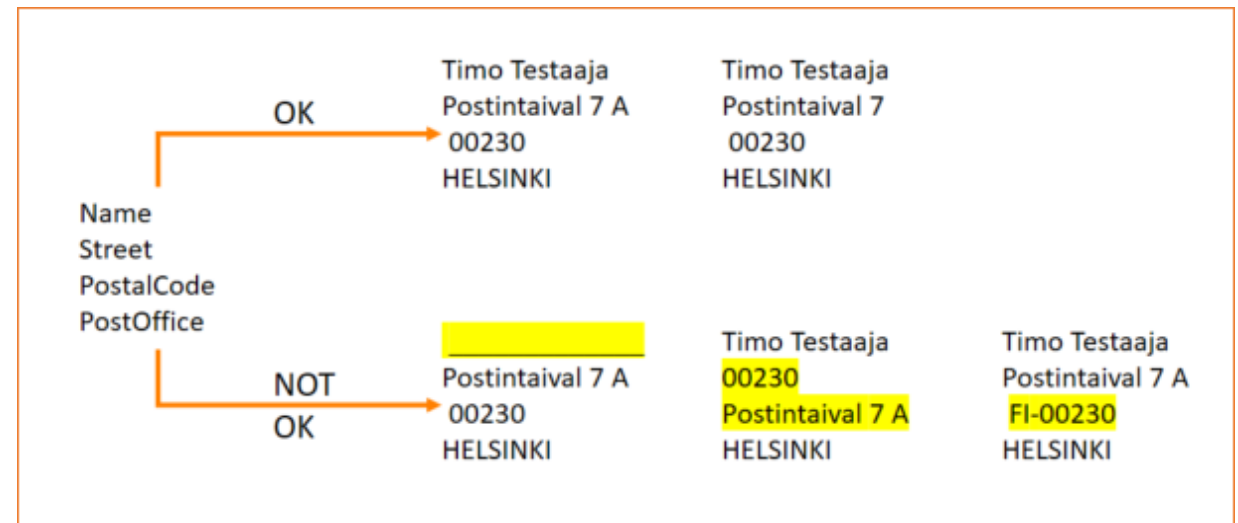 OK
Timo Testaaja
Postintaival 7 A
00230
HELSINKI
Timo Testaaja
Postintaival 7
00230
HELSINKI
Name
Street
PostalCode
PostOffice
NOT
OK
Postintaival 7 A
00230
HELSINKI
Timo Testaaja
00230
Postintaival 7 A
HELSINKI
Timo Testaaja
Postintaival 7 A
FI-00230
HELSINKI